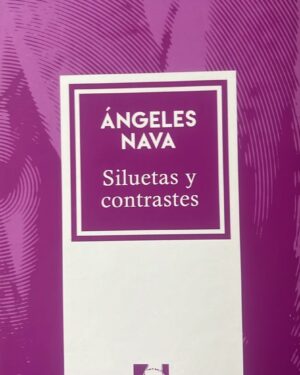 ÁNGELES
NAVA
Siluetas y
contrastes